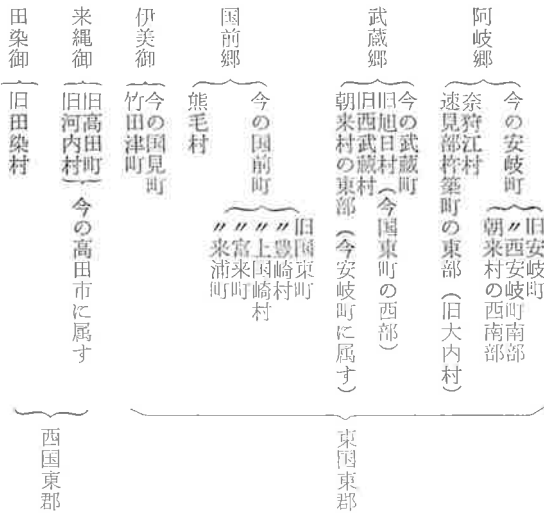 阿岐郷
今の安岐町
旧安岐町
〃西安岐町南部
朝来村の西南部
奈狩江村
速見部杵築町の東部（旧大内村）
武蔵郷
今の武蔵町
旧旭日村（今国東町の西部）
旧西武蔵村
朝来村の東部（今安岐町に属す）
国前郷
今の国前町
旧国東町
〃豊崎村
〃上国崎村
〃富来町
〃来浦町
熊毛村
伊美御
今の国見町
竹田津町
東国東郡
来縄御
旧高田町
旧河内村
今の高田市に属す
田染御
旧田染村
西国東郡